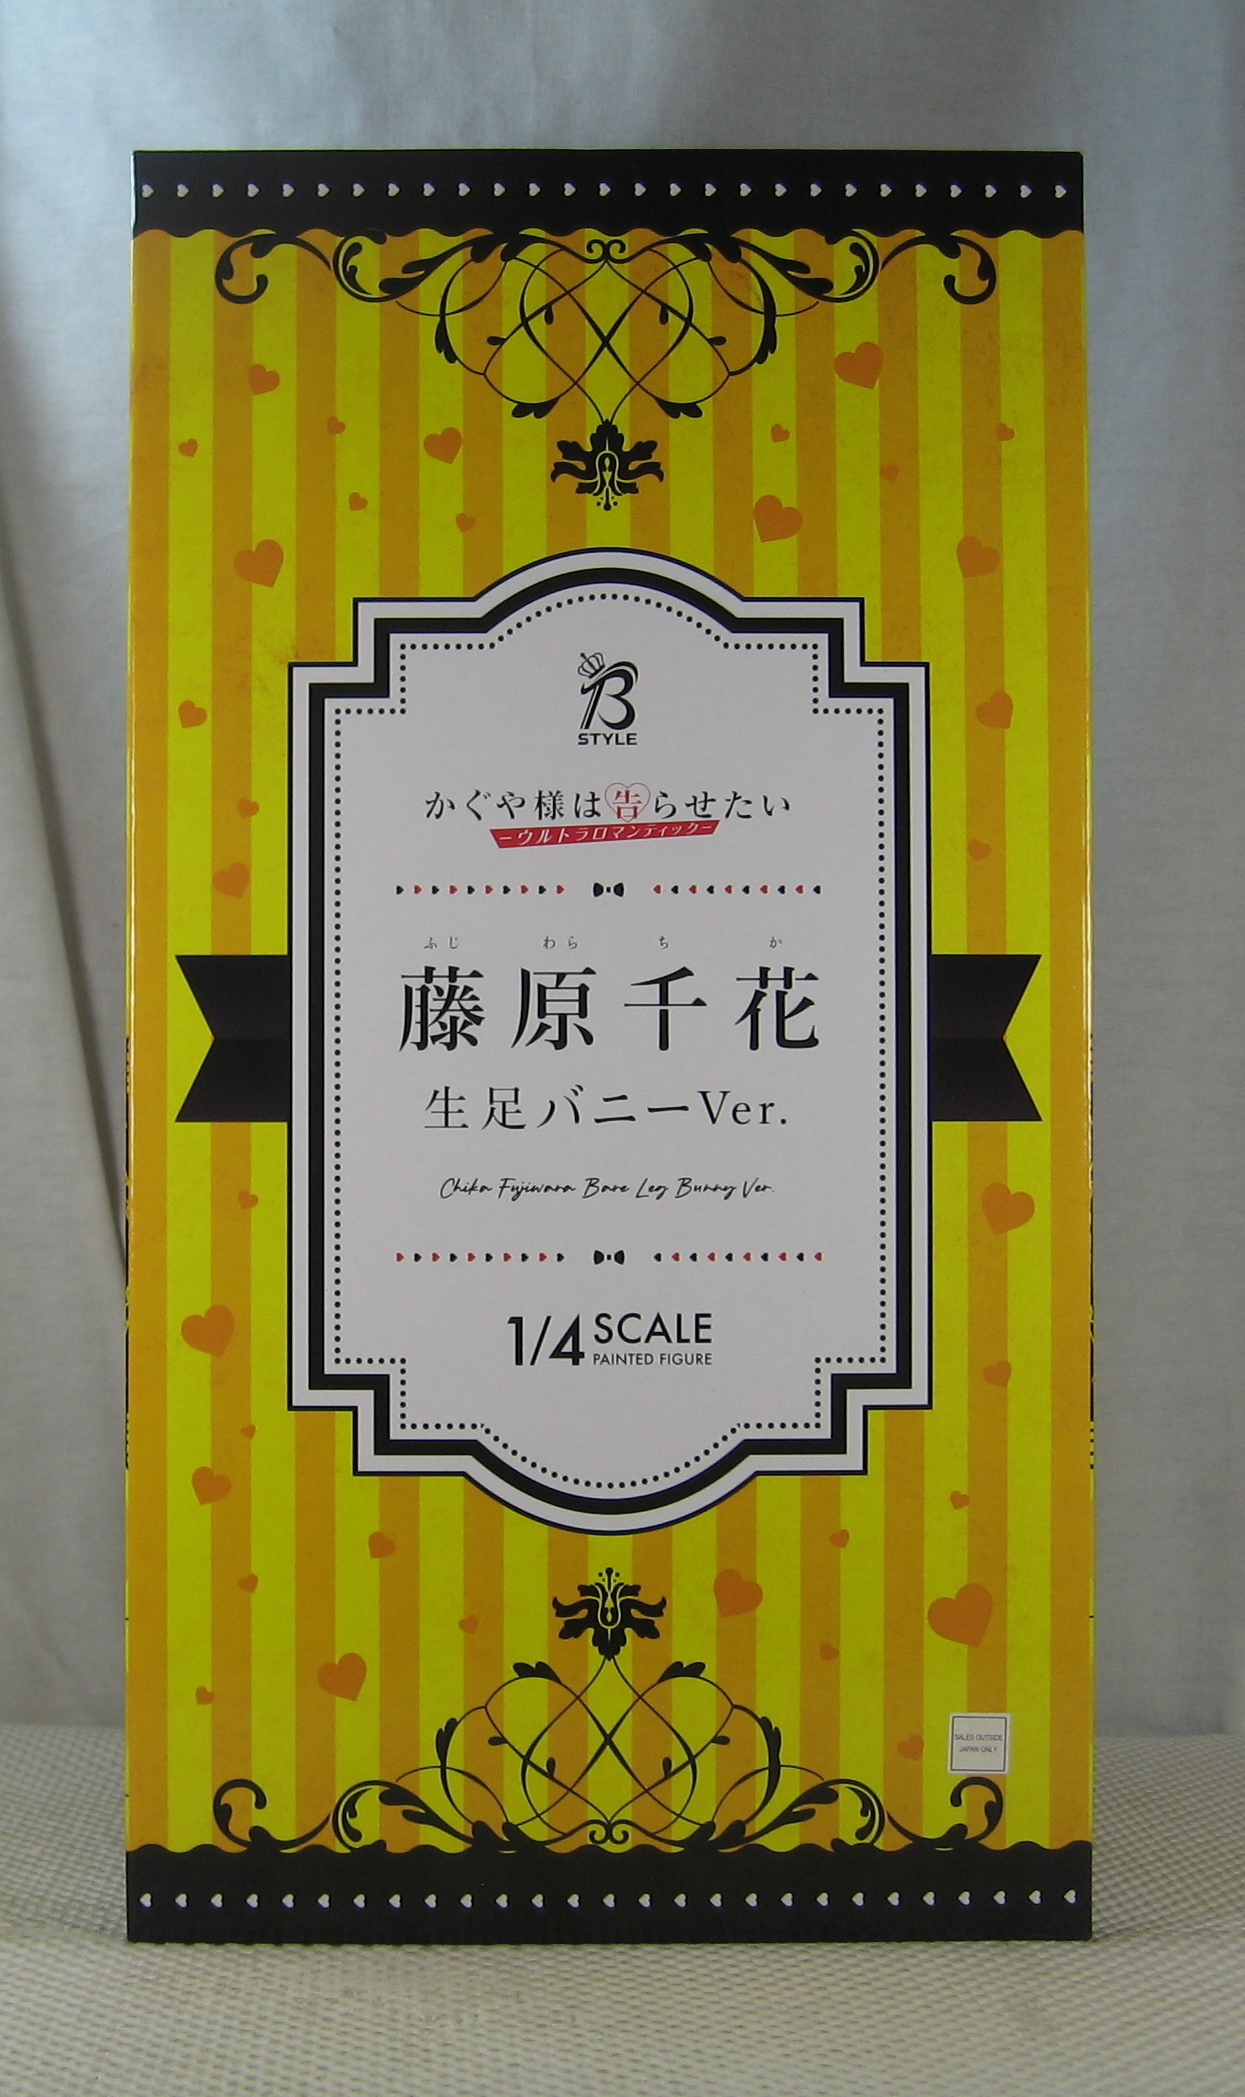 B
STYLE
かぐや様は告らせたい
-ウルトラロマンティック-
ふじ わら ち か
藤原千花
生足バニーVer.
Chika Fujiwara Bare Leg Bunny Ver.
1/4 SCALE
PAINTED FIGURE
SALES OUTSIDE
JAPAN ONLY